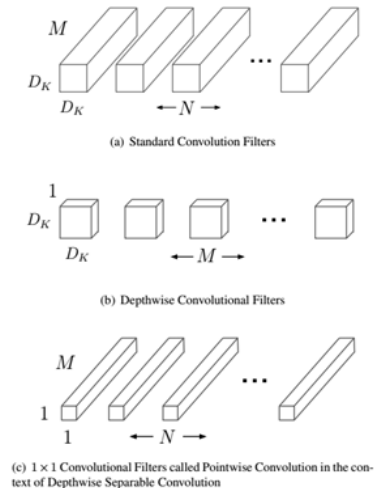 M
D_K
D_K
← N →
...
(a) Standard Convolution Filters
1
D_K
D_K
← M →
...
(b) Depthwise Convolutional Filters
M
1
1
← N →
...
(c) 1 × 1 Convolutional Filters called Pointwise Convolution in the con-
text of Depthwise Separable Convolution